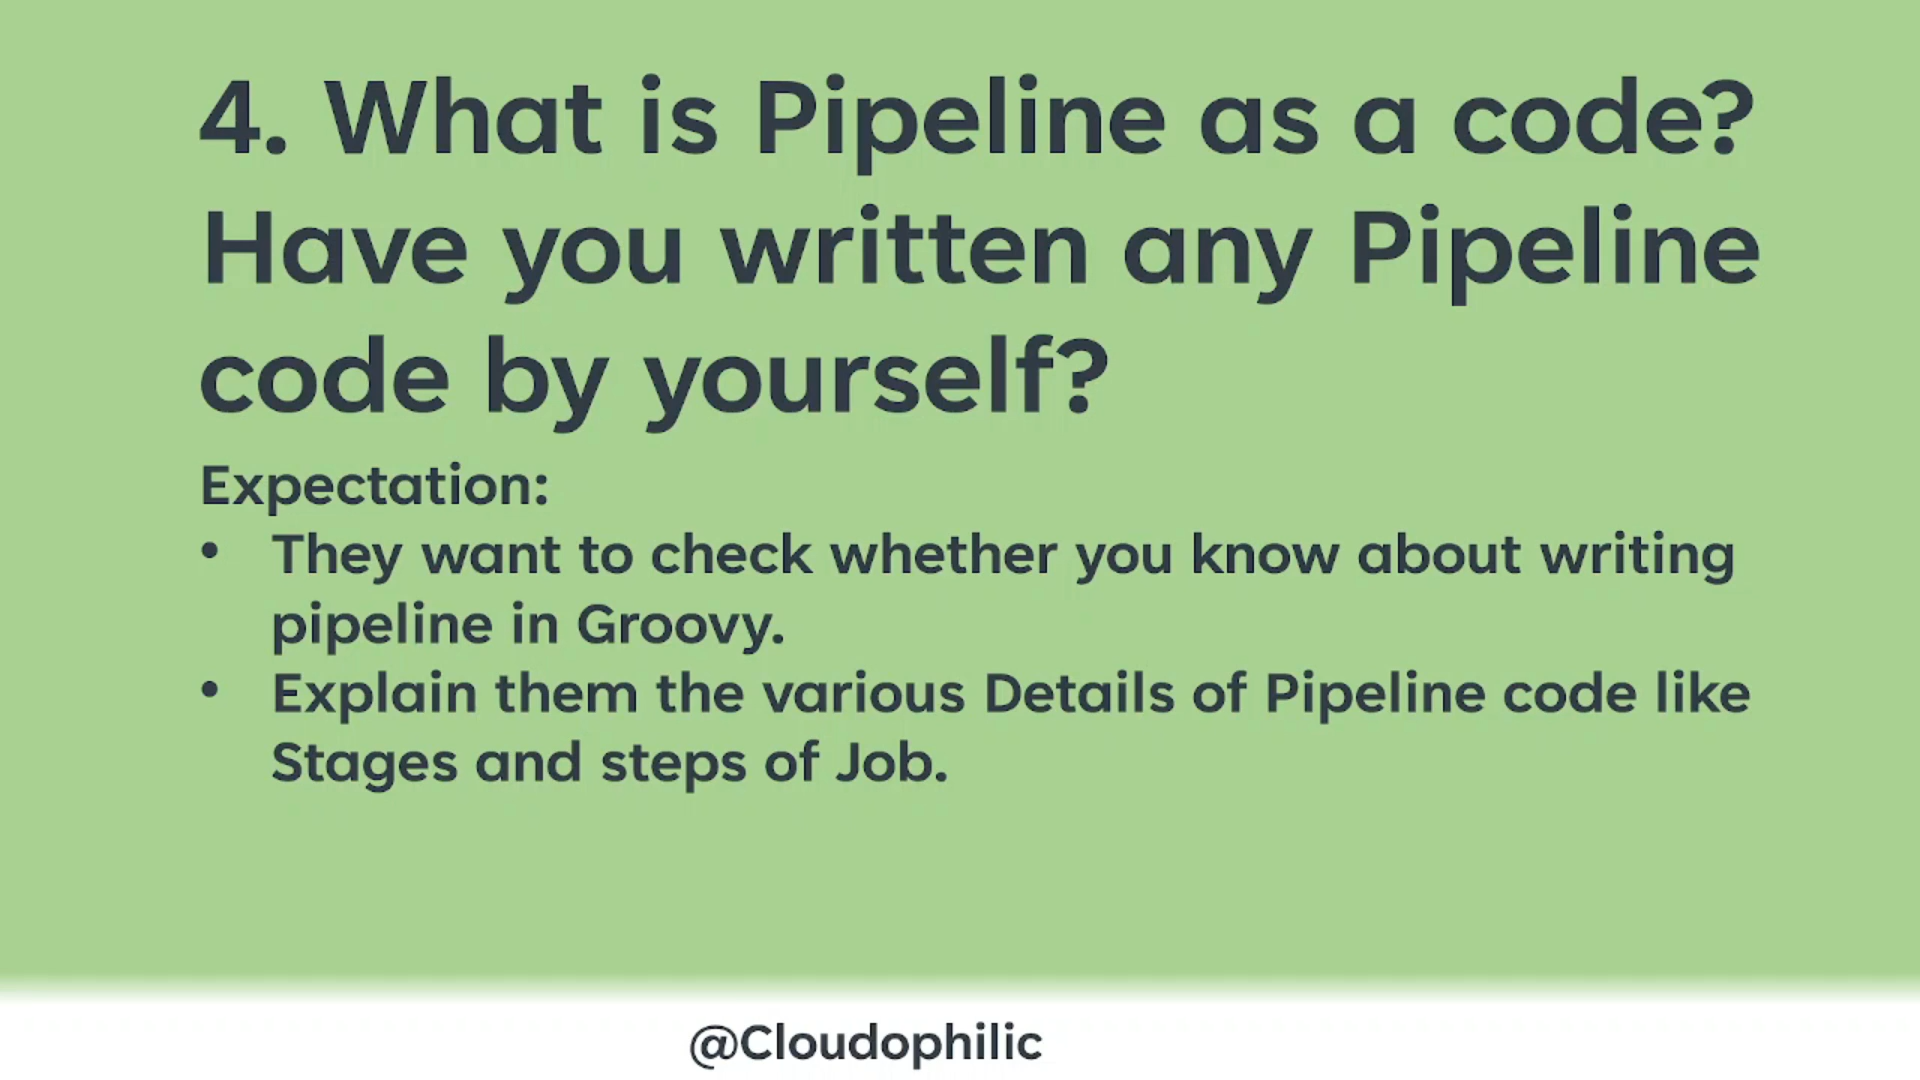 4. What is Pipeline as a code?
Have you written any Pipeline
code by yourself?
Expectation:
• They want to check whether you know about writing
pipeline in Groovy.
• Explain them the various Details of Pipeline code like
Stages and steps of Job.
@Cloudophilic